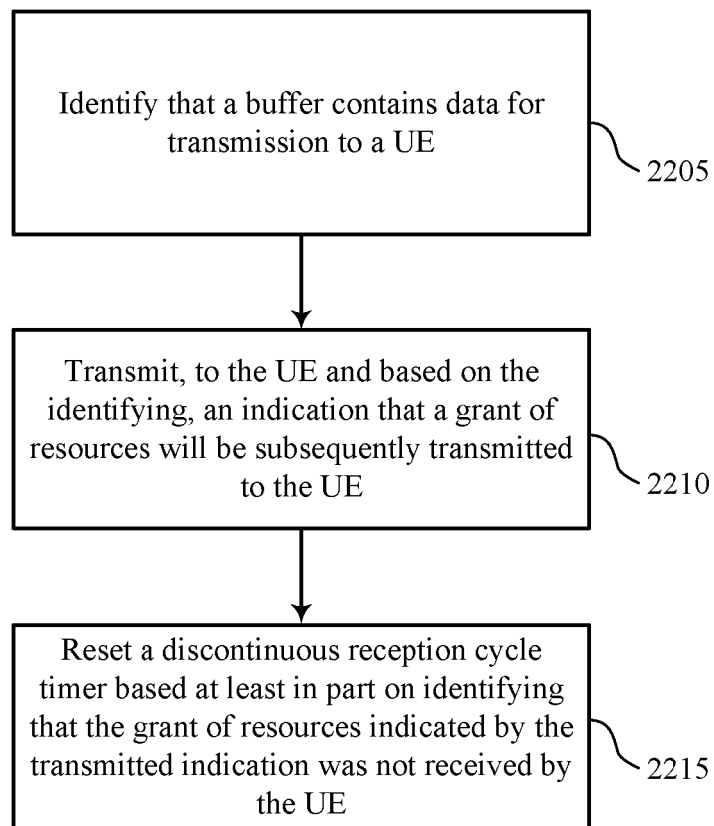 Identify that a buffer contains data for
transmission to a UE
2205
Transmit, to the UE and based on the
identifying, an indication that a grant of
resources will be subsequently transmitted
to the UE
2210
Reset a discontinuous reception cycle
timer based at least in part on identifying
that the grant of resources indicated by the
transmitted indication was not received by
the UE
2215